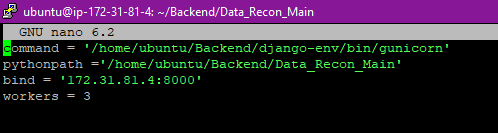 ubuntu@ip-172-31-81-4: ~/Backend/Data_Recon_Main
GNU nano 6.2
command = '/home/ubuntu/Backend/django-env/bin/gunicorn'
pythonpath ='/home/ubuntu/Backend/Data_Recon_Main'
bind = '172.31.81.4:8000'
workers = 3